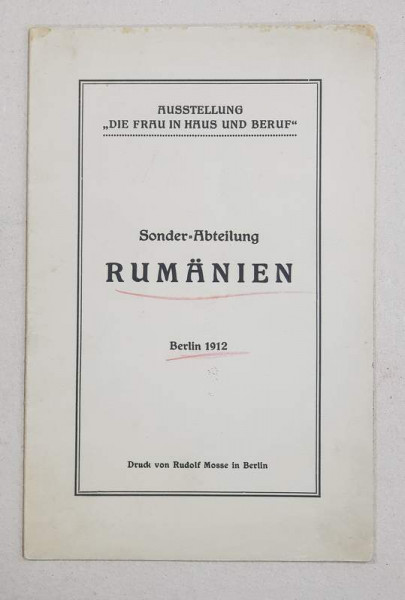 AUSSTELLUNG
„DIE FRAU IN HAUS UND BERUF“
Sonder-Abteilung
RUMÄNIEN
Berlin 1912
Druck von Rudolf Mosse in Berlin